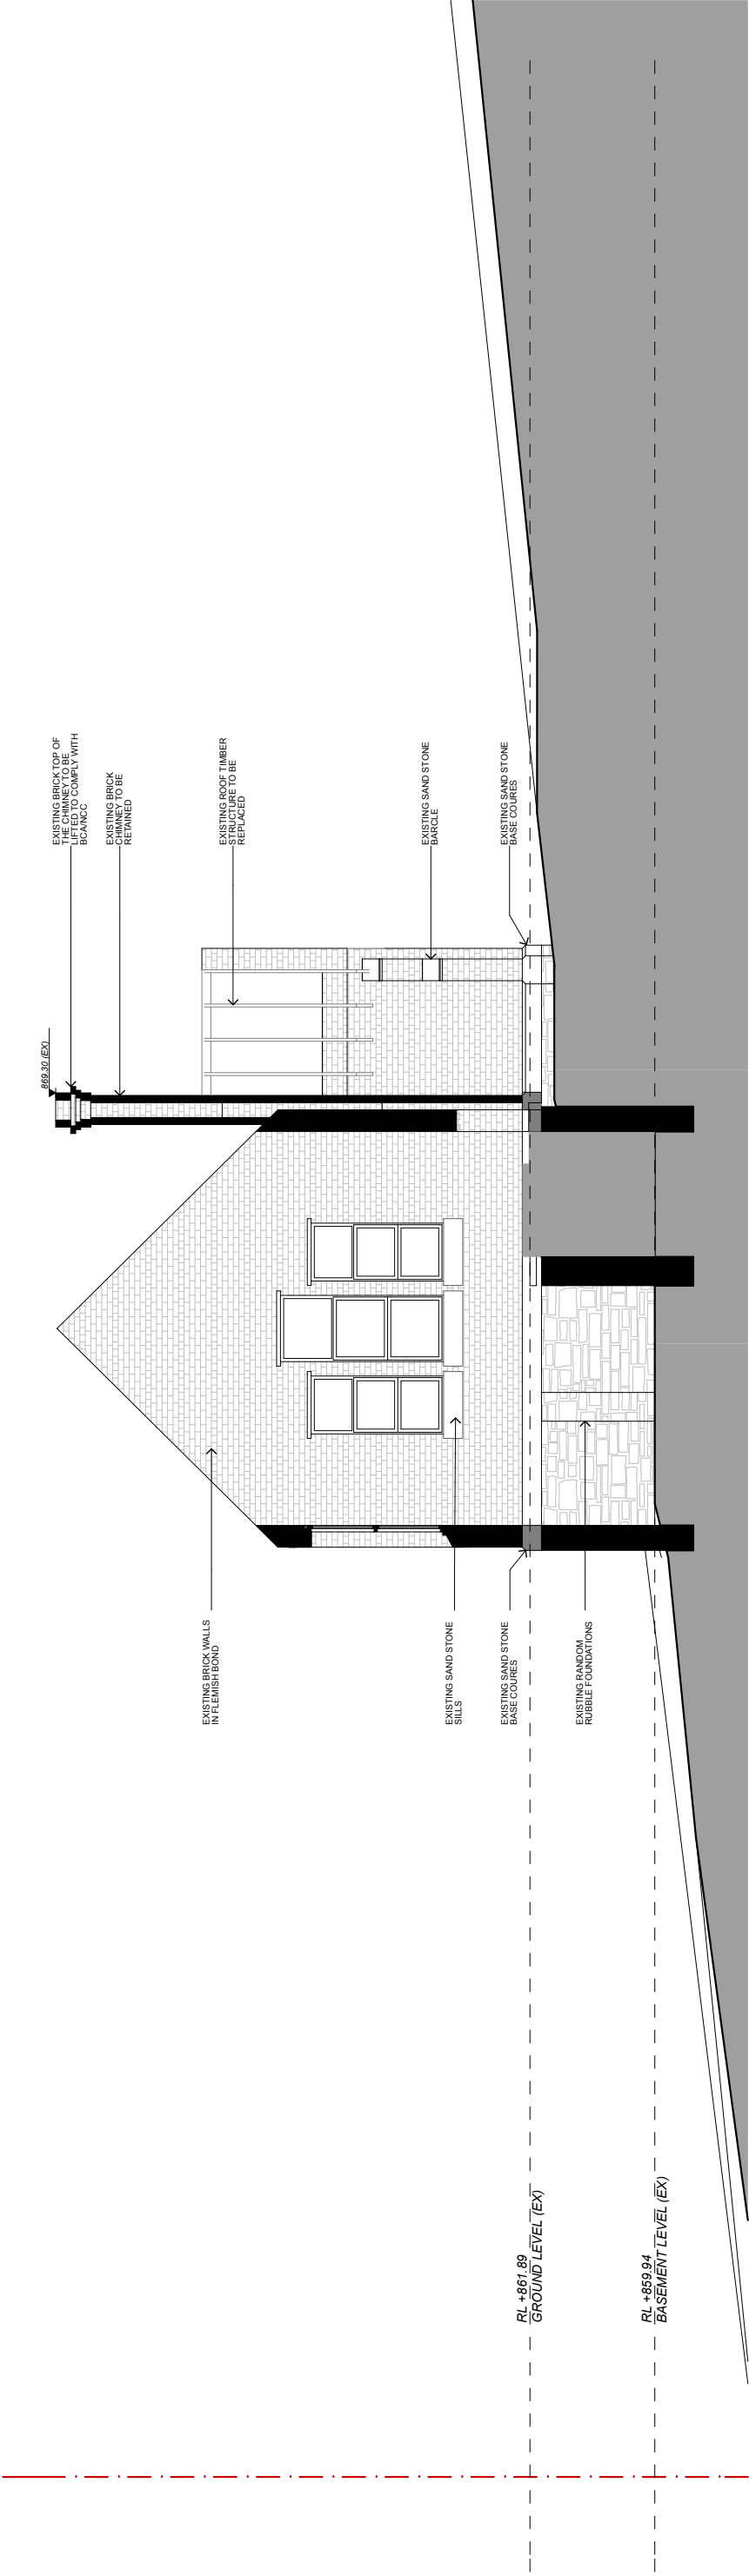 EXISTING BRICK WALLS
IN FLEMISH BOND
EXISTING SAND STONE
SILLS
EXISTING SAND STONE
BASE COURES
EXISTING RANDOM
RUBBLE FOUNDATIONS
869.30 (EX)
EXISTING BRICK TOP OF
THE CHIMNEY TO BE
LIFTED TO COMPLY WITH
BCA/NCC
EXISTING BRICK
CHIMNEY TO BE
RETAINED
EXISTING ROOF TIMBER
STRUCTURE TO BE
REPLACED
EXISTING SAND STONE
BARCLE
EXISTING SAND STONE
BASE COURES
RL +861.89
GROUND LEVEL (EX)
RL +859.94
BASEMENT LEVEL (EX)